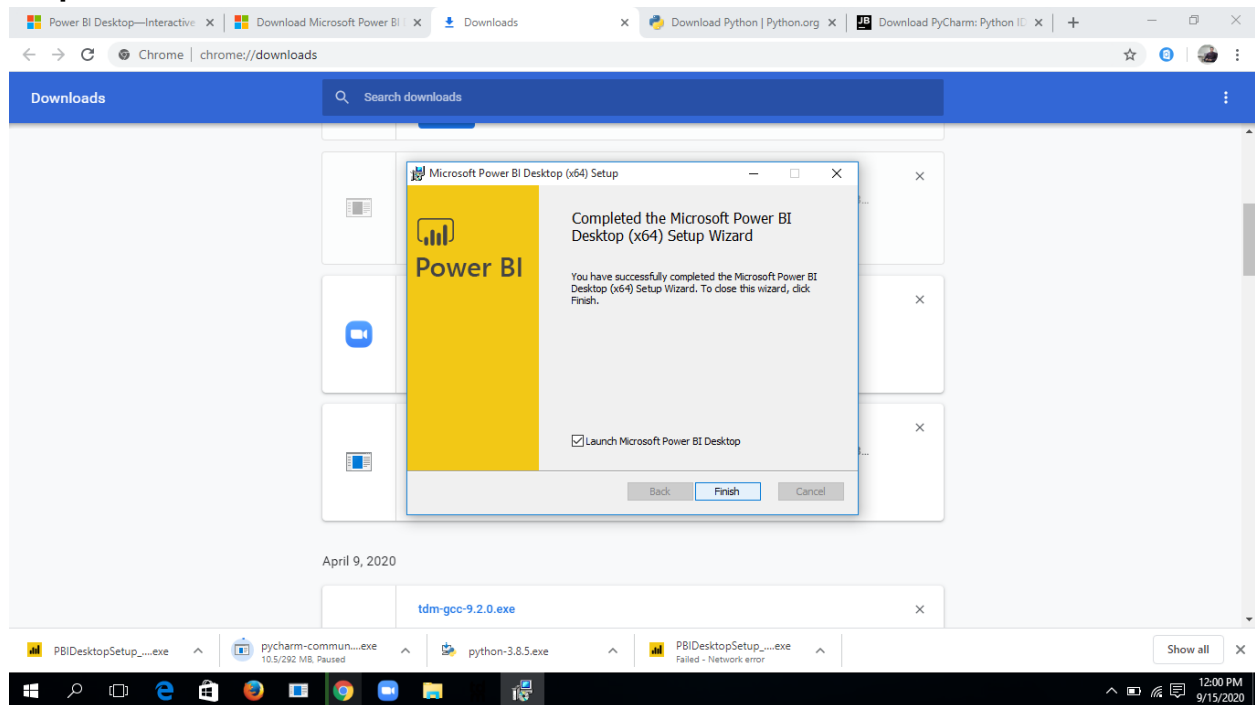 Power BI Desktop—Interactive
Download Microsoft Power BI
Downloads
Download Python | Python.org
JB
Download PyCharm: Python ID
Chrome | chrome://downloads
Downloads
Search downloads
Microsoft Power BI Desktop (x64) Setup
Power BI
Completed the Microsoft Power BI
Desktop (x64) Setup Wizard
You have successfully completed the Microsoft Power BI
Desktop (x64) Setup Wizard. To close this wizard, click
Finish.
Launch Microsoft Power BI Desktop
Back
Finish
Cancel
April 9, 2020
tdm-gcc-9.2.0.exe
PBIDesktopSetup_....exe
pycharm-commun....exe
10.5/292 MB, Paused
python-3.8.5.exe
PBIDesktopSetup_....exe
Failed - Network error
Show all
12:00 PM
9/15/2020